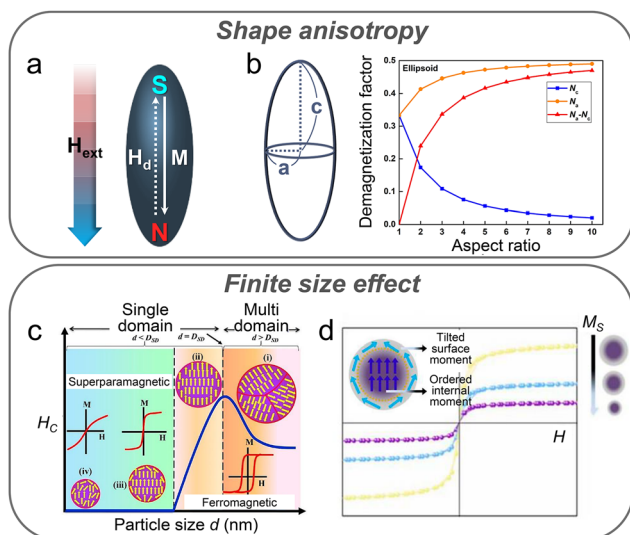 Shape anisotropy
a
H_ext
S
H_d
M
N
b
c
a
Ellipsoid
N_c
N_a
N_a-N_c
Demagnetization factor
0.5
0.4
0.3
0.2
0.1
0.0
1 2 3 4 5 6 7 8 9 10
Aspect ratio
Finite size effect
c
Single domain
d < D_SD
d = D_SD
Multi domain
d > D_SD
Superparamagnetic
(ii)
(i)
H_C
M
H
M
H
M
H
(iv)
(iii)
Ferromagnetic
Particle size d (nm)
d
Tilted
surface
moment
Ordered
internal
moment
H
M_S